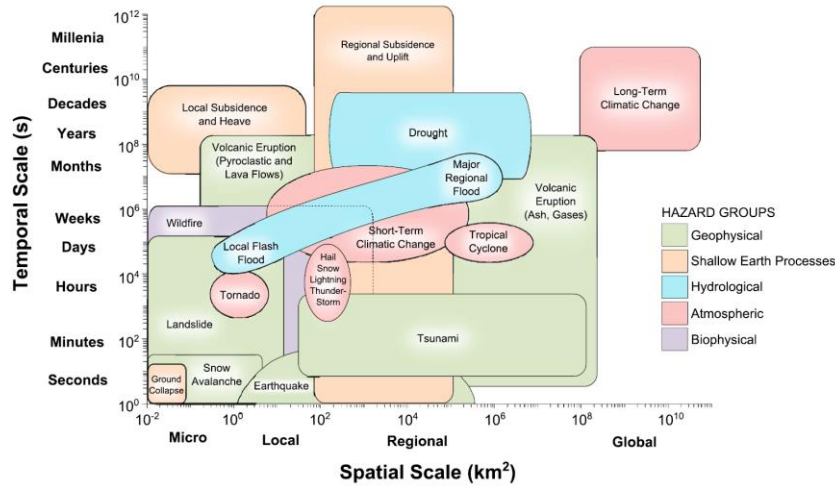 Temporal Scale (s)
Millenia
Centuries
Decades
Years
Months
Weeks
Days
Hours
Minutes
Seconds
10¹²
10¹⁰
10⁸
10⁶
10⁴
10²
10⁰
Regional Subsidence
and Uplift
Local Subsidence
and Heave
Long-Term
Climatic Change
Drought
Volcanic Eruption
(Pyroclastic and
Lava Flows)
Major
Regional
Flood
Volcanic
Eruption
(Ash, Gases)
Wildfire
Short-Term
Climatic Change
Tropical
Cyclone
Local Flash
Flood
Hail
Snow
Lightning
Thunder-
Storm
Tornado
Landslide
Tsunami
Snow
Avalanche
Ground
Collapse
Earthquake
HAZARD GROUPS
Geophysical
Shallow Earth Processes
Hydrological
Atmospheric
Biophysical
10⁻² 10⁰ 10² 10⁴ 10⁶ 10⁸ 10¹⁰
Micro Local Regional Global
Spatial Scale (km²)